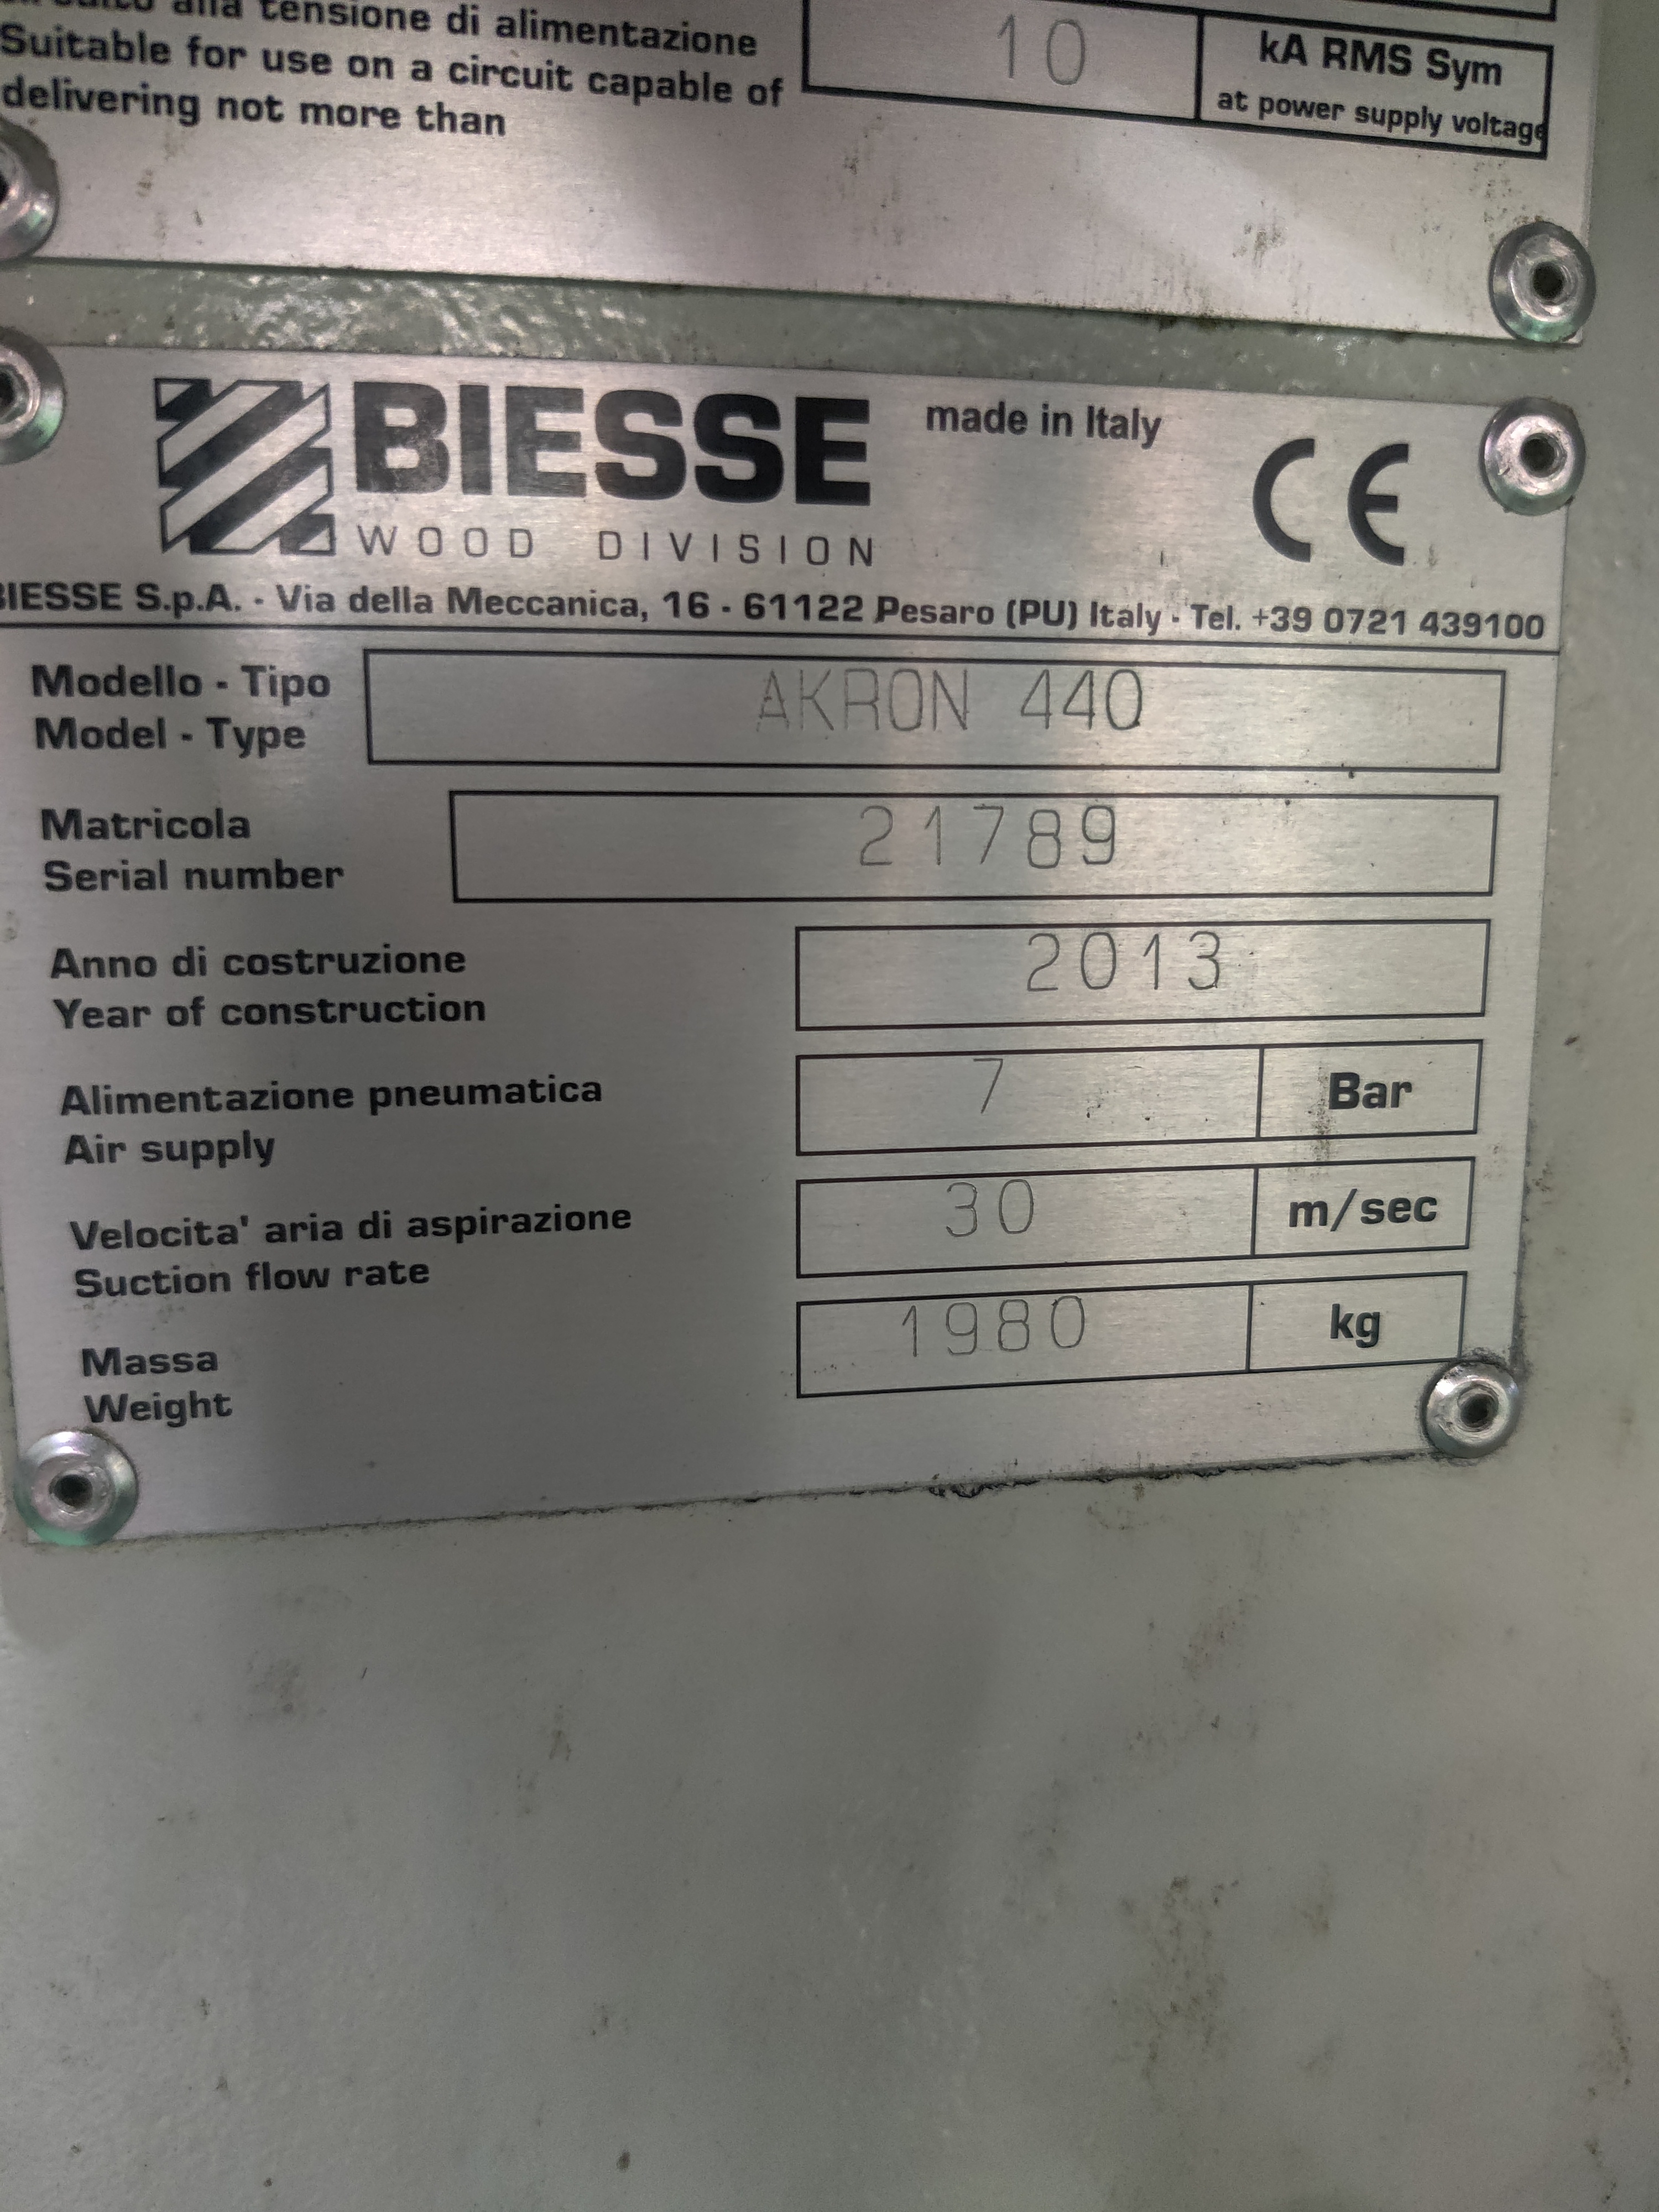 alla tensione di alimentazione
Suitable for use on a circuit capable of
delivering not more than
10
kA RMS Sym
at power supply voltage
BIESSE
WOOD DIVISION
made in Italy
CE
BIESSE S.p.A. - Via della Meccanica, 16 - 61122 Pesaro (PU) Italy - Tel. +39 0721 439100
Modello - Tipo
Model - Type
AKRON 440
Matricola
Serial number
21789
Anno di costruzione
Year of construction
2013
Alimentazione pneumatica
Air supply
7 Bar
Velocita' aria di aspirazione
Suction flow rate
30 m/sec
Massa
Weight
1980 kg